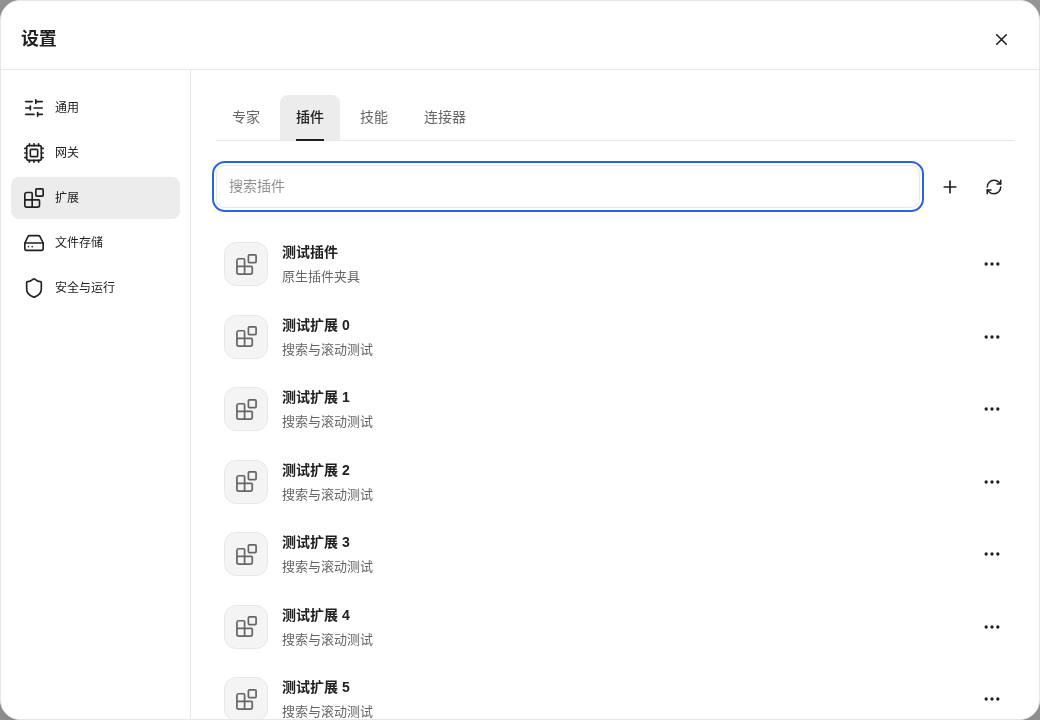 设置
通用
网关
扩展
文件存储
安全与运行
专家 插件 技能 连接器
搜索插件
测试插件
原生插件夹具
测试扩展 0
搜索与滚动测试
测试扩展 1
搜索与滚动测试
测试扩展 2
搜索与滚动测试
测试扩展 3
搜索与滚动测试
测试扩展 4
搜索与滚动测试
测试扩展 5
搜索与滚动测试